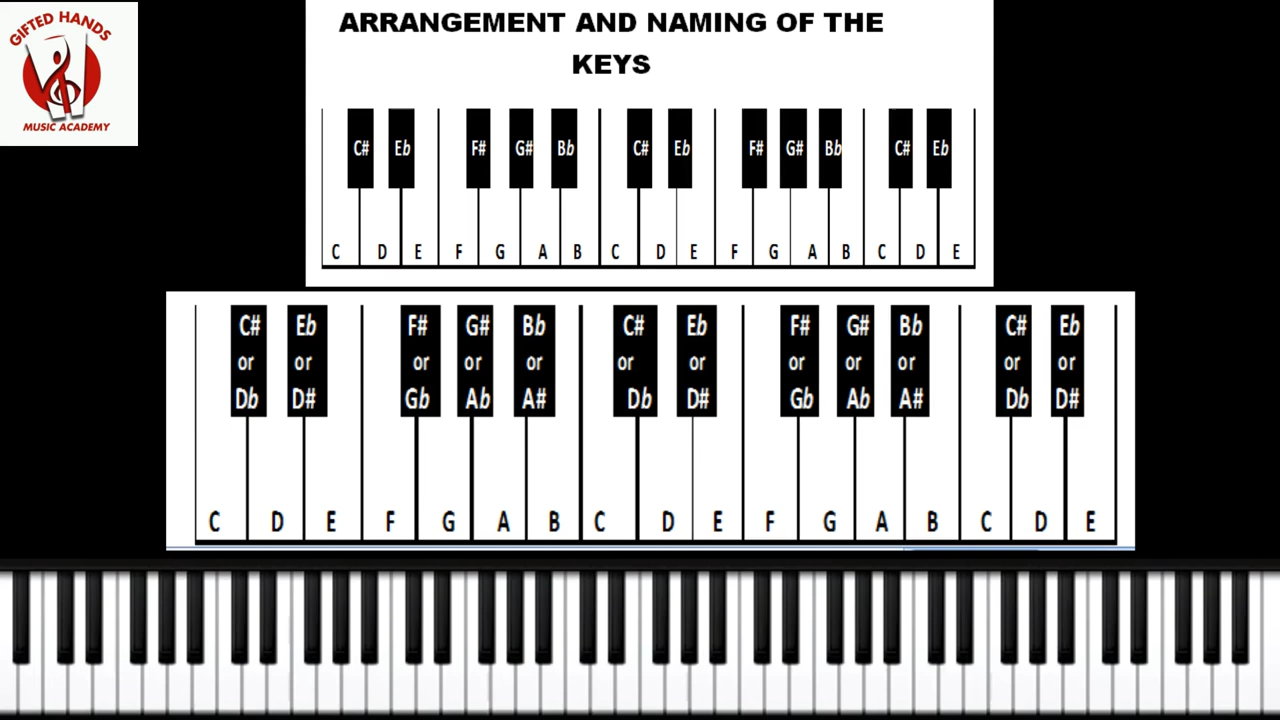 GIFTED HANDS
MUSIC ACADEMY
ARRANGEMENT AND NAMING OF THE
KEYS
C# Eb F# G# Bb C# Eb F# G# Bb C# Eb
C D E F G A B C D E F G A B C D E
C# Eb F# G# Bb C# Eb F# G# Bb C# Eb
or or or or or or or or or or or or
Db D# Gb Ab A# Db D# Gb Ab A# Db D#
C D E F G A B C D E F G A B C D E